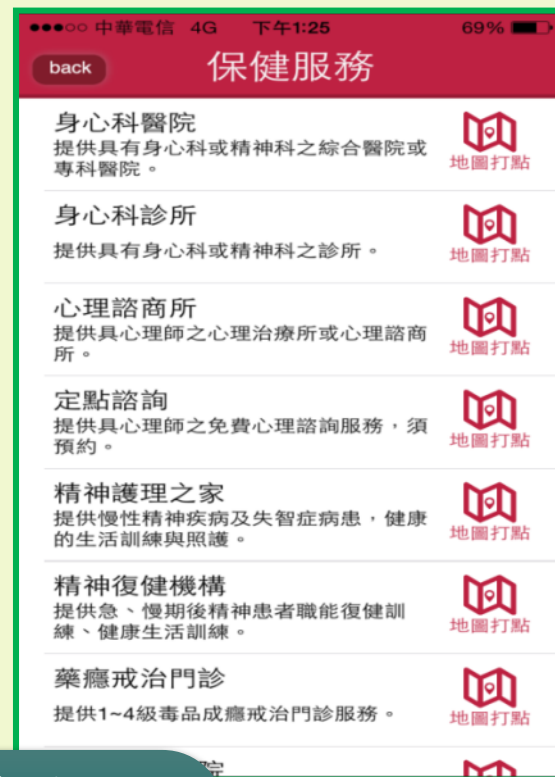 中華電信 4G 下午1:25 69%
back 保健服務
身心科醫院
提供具有身心科或精神科之綜合醫院或
專科醫院。
地圖打點
身心科診所
提供具有身心科或精神科之診所。
地圖打點
心理諮商所
提供具心理師之心理治療所或心理諮商
所。
地圖打點
定點諮詢
提供具心理師之免費心理諮詢服務，須
預約。
地圖打點
精神護理之家
提供慢性精神疾病及失智症病患，健康
的生活訓練與照護。
地圖打點
精神復健機構
提供急、慢期後精神患者職能復健訓
練、健康生活訓練。
地圖打點
藥癮戒治門診
提供1~4級毒品成癮戒治門診服務。
地圖打點
院